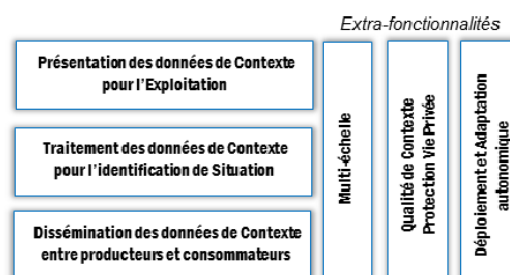 Extra-fonctionnalités
Présentation des données de Contexte
pour l'Exploitation
Traitement des données de Contexte
pour l'identification de Situation
Dissémination des données de Contexte
entre producteurs et consommateurs
Multi-échelle
Qualité de Contexte
Protection Vie Privée
Déploiement et Adaptation
autonomique